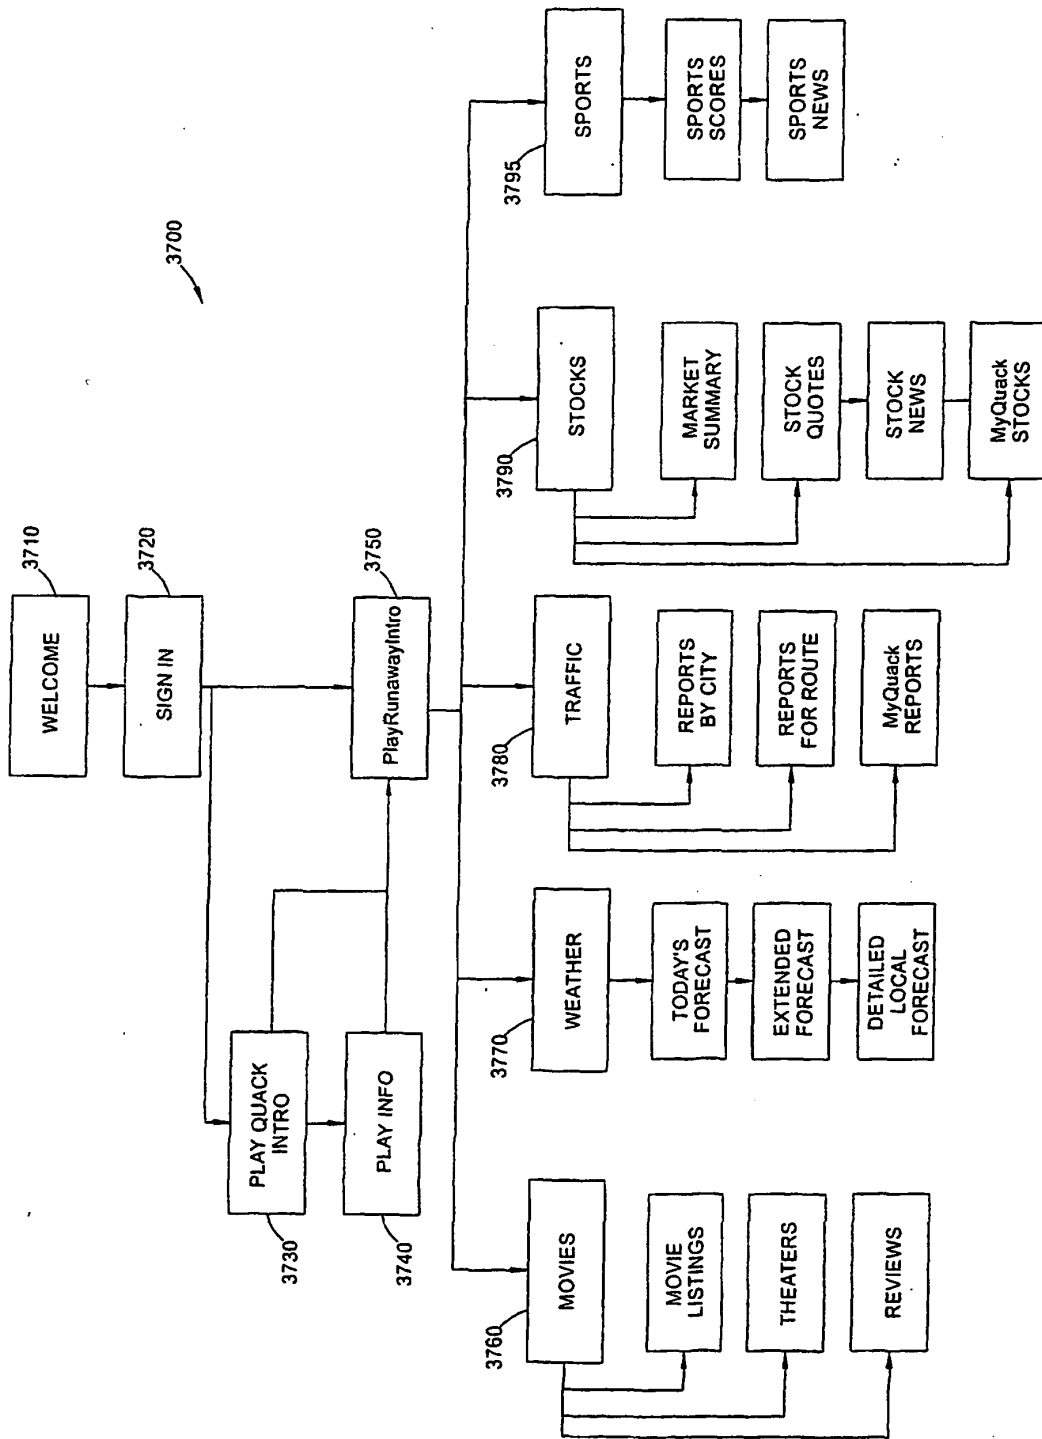 3700
WELCOME
3710
SIGN IN
3720
PLAY QUACK
INTRO
3730
PLAY INFO
3740
PlayRunawayIntro
3750
MOVIES
3760
MOVIE
LISTINGS
THEATERS
REVIEWS
WEATHER
3770
TODAY'S
FORECAST
EXTENDED
FORECAST
DETAILED
LOCAL
FORECAST
TRAFFIC
3780
REPORTS
BY CITY
REPORTS
FOR ROUTE
MyQuack
REPORTS
STOCKS
3790
MARKET
SUMMARY
STOCK
QUOTES
STOCK
NEWS
MyQuack
STOCKS
SPORTS
3795
SPORTS
SCORES
SPORTS
NEWS